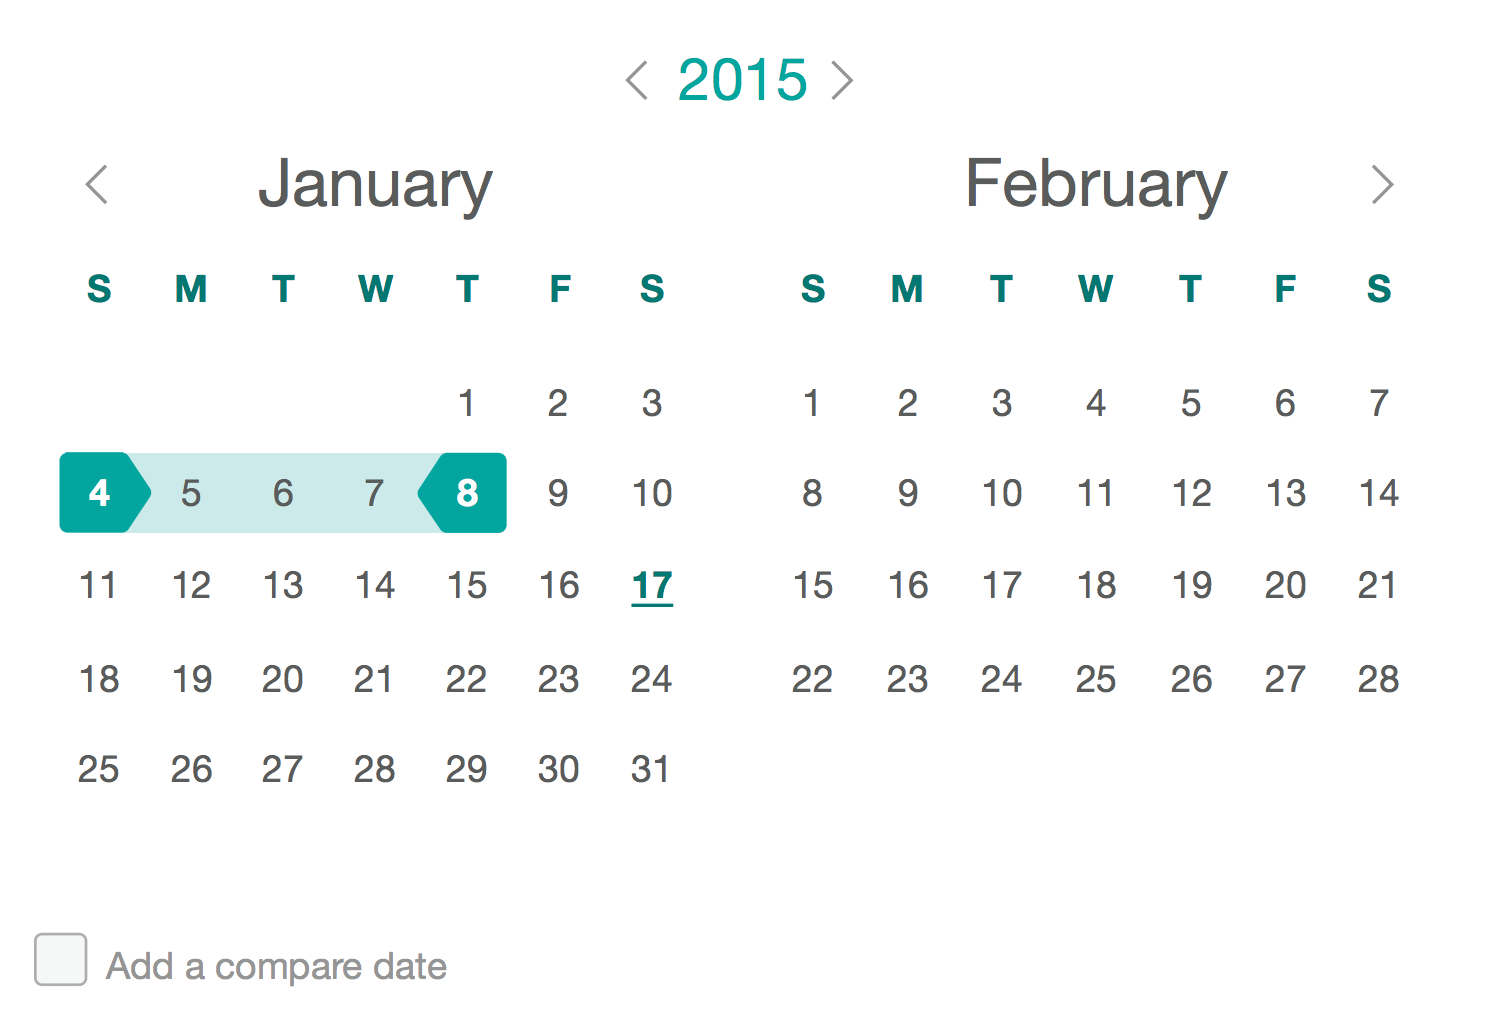 2015
January
February
S M T W T F S
S M T W T F S
1 2 3
1 2 3 4 5 6 7
4 5 6 7 8 9 10
8 9 10 11 12 13 14
11 12 13 14 15 16 17
15 16 17 18 19 20 21
18 19 20 21 22 23 24
22 23 24 25 26 27 28
25 26 27 28 29 30 31
Add a compare date